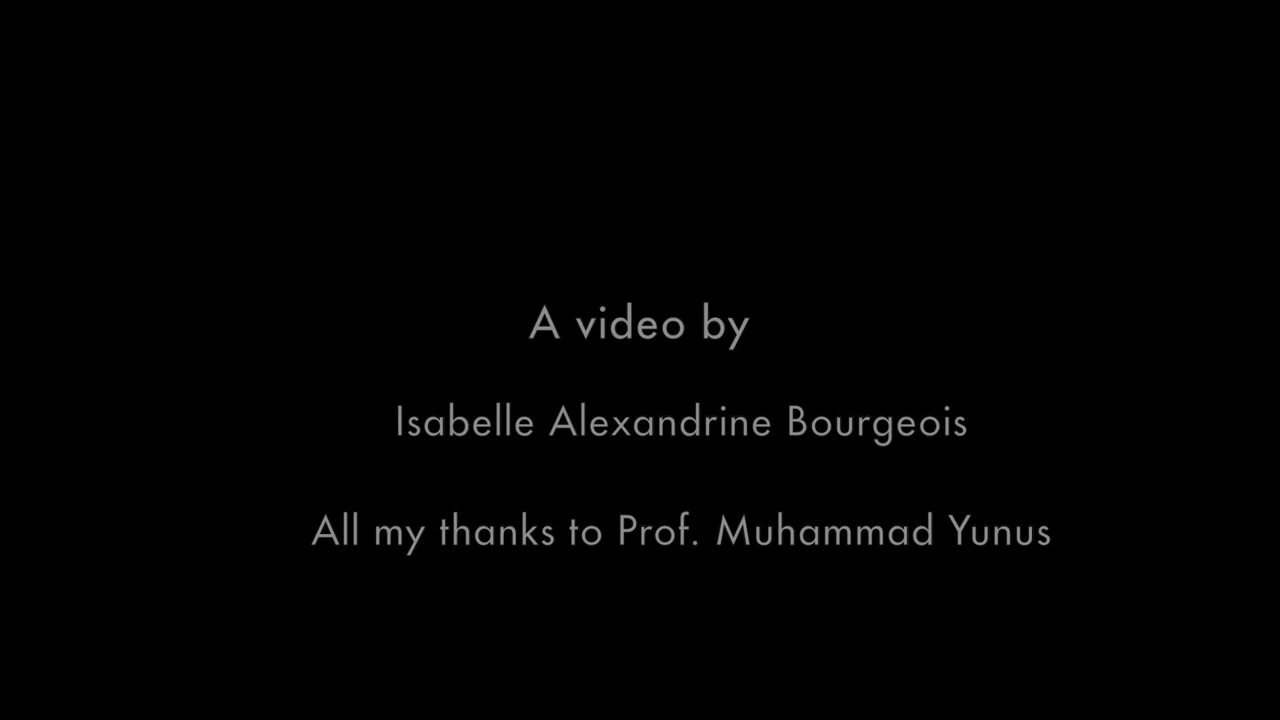 A video by
Isabelle Alexandrine Bourgeois
All my thanks to Prof. Muhammad Yunus